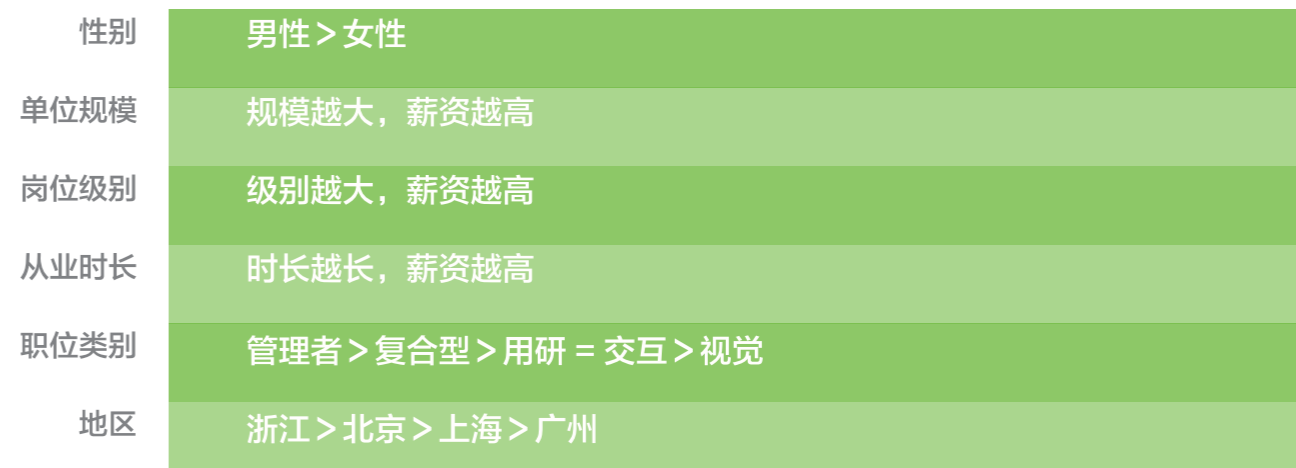 性别 男性＞女性
单位规模 规模越大，薪资越高
岗位级别 级别越大，薪资越高
从业时长 时长越长，薪资越高
职位类别 管理者＞复合型＞用研 = 交互＞视觉
地区 浙江＞北京＞上海＞广州